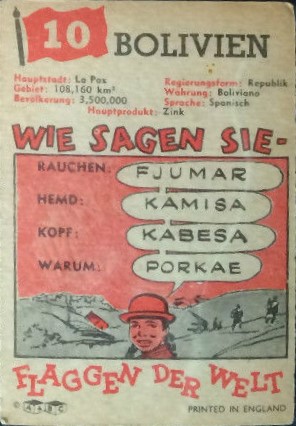 10 BOLIVIEN
Hauptstadt: La Paz Regierungsform: Republik
Gebiet: 108,160 km² Wahrung: Boliviano
Bevölkerung: 3,500,000 Sprache: Spanisch
Hauptprodukt: Zink
WIE SAGEN SIE-
RAUCHEN: FJUMAR
HEMD: KAMISA
KOPF: KABESA
WARUM: PORKAE
FLAGGEN DER WELT
© A & B C PRINTED IN ENGLAND